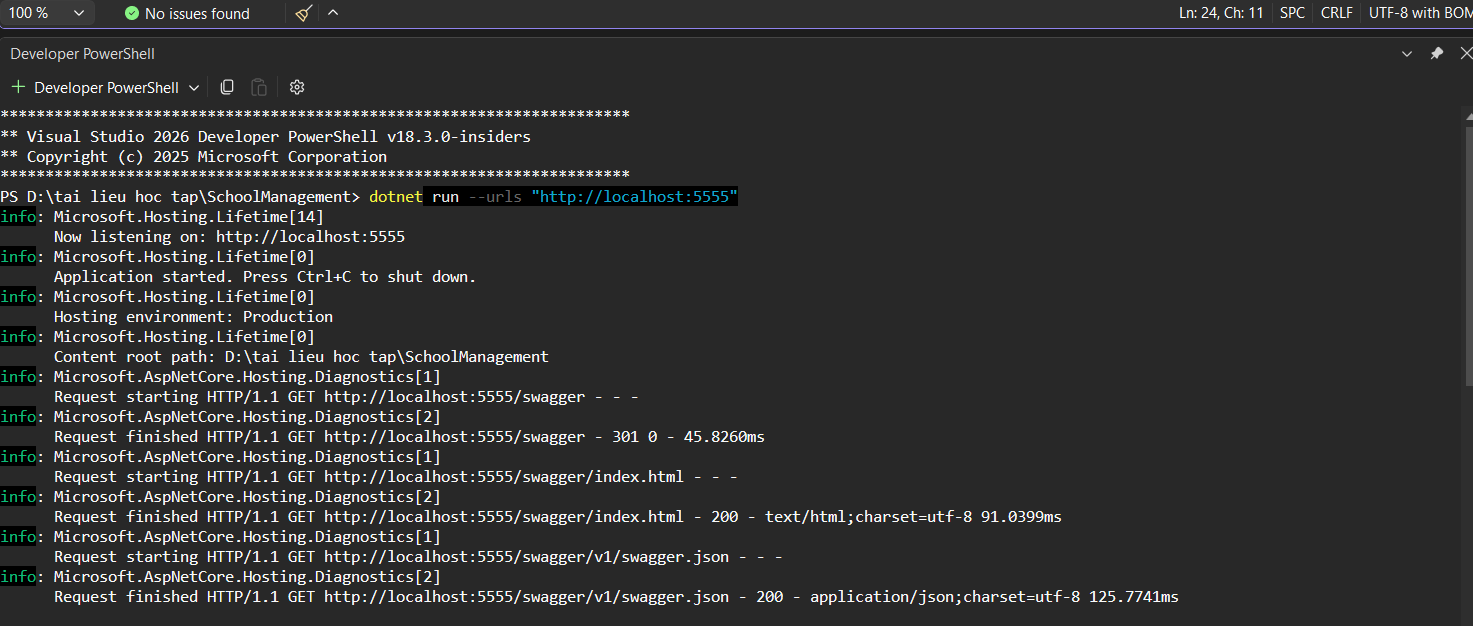 100 % No issues found Ln: 24, Ch: 11 SPC CRLF UTF-8 with BOM
Developer PowerShell
+ Developer PowerShell
**********************************************************************
** Visual Studio 2026 Developer PowerShell v18.3.0-insiders
** Copyright (c) 2025 Microsoft Corporation
**********************************************************************
PS D:\tai lieu hoc tap\SchoolManagement> dotnet run --urls "http://localhost:5555"
info: Microsoft.Hosting.Lifetime[14]
      Now listening on: http://localhost:5555
info: Microsoft.Hosting.Lifetime[0]
      Application started. Press Ctrl+C to shut down.
info: Microsoft.Hosting.Lifetime[0]
      Hosting environment: Production
info: Microsoft.Hosting.Lifetime[0]
      Content root path: D:\tai lieu hoc tap\SchoolManagement
info: Microsoft.AspNetCore.Hosting.Diagnostics[1]
      Request starting HTTP/1.1 GET http://localhost:5555/swagger - - -
info: Microsoft.AspNetCore.Hosting.Diagnostics[2]
      Request finished HTTP/1.1 GET http://localhost:5555/swagger - 301 0 - 45.8260ms
info: Microsoft.AspNetCore.Hosting.Diagnostics[1]
      Request starting HTTP/1.1 GET http://localhost:5555/swagger/index.html - - -
info: Microsoft.AspNetCore.Hosting.Diagnostics[2]
      Request finished HTTP/1.1 GET http://localhost:5555/swagger/index.html - 200 - text/html;charset=utf-8 91.0399ms
info: Microsoft.AspNetCore.Hosting.Diagnostics[1]
      Request starting HTTP/1.1 GET http://localhost:5555/swagger/v1/swagger.json - - -
info: Microsoft.AspNetCore.Hosting.Diagnostics[2]
      Request finished HTTP/1.1 GET http://localhost:5555/swagger/v1/swagger.json - 200 - application/json;charset=utf-8 125.7741ms